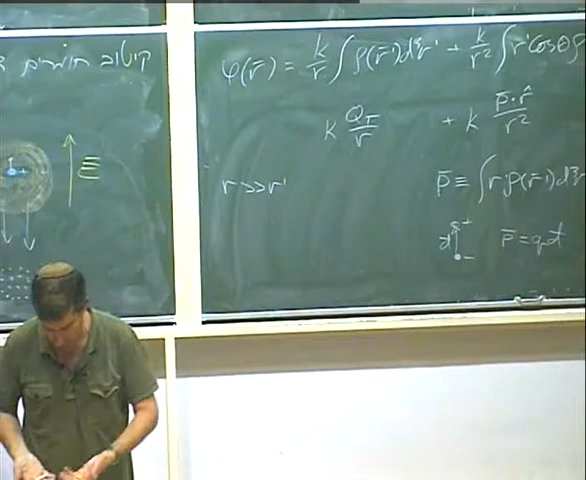 קיטוב חומרים
E
+
φ(r̄) = k/r ∫ρ(r̄')d³r' + k/r² ∫r'cosθρ
k Q_T/r + k p̄·r̂/r²
r>>r'
p̄ ≡ ∫r̄'ρ(r̄')d³r'
d + - p̄=qd̄